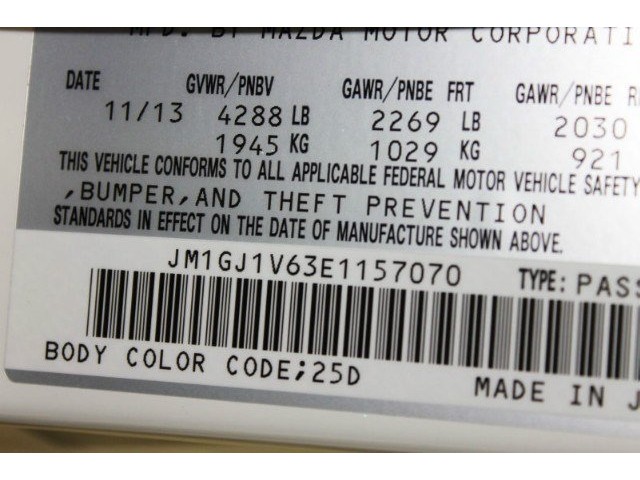 MFD. BY MAZDA MOTOR CORPORATI
DATE GVWR/PNBV GAWR/PNBE FRT GAWR/PNBE R
11/13 4288 LB 2269 LB 2030
1945 KG 1029 KG 921
THIS VEHICLE CONFORMS TO ALL APPLICABLE FEDERAL MOTOR VEHICLE SAFETY
,BUMPER,AND THEFT PREVENTION
STANDARDS IN EFFECT ON THE DATE OF MANUFACTURE SHOWN ABOVE.
JM1GJ1V63E1157070 TYPE: PASS
BODY COLOR CODE;25D
MADE IN J